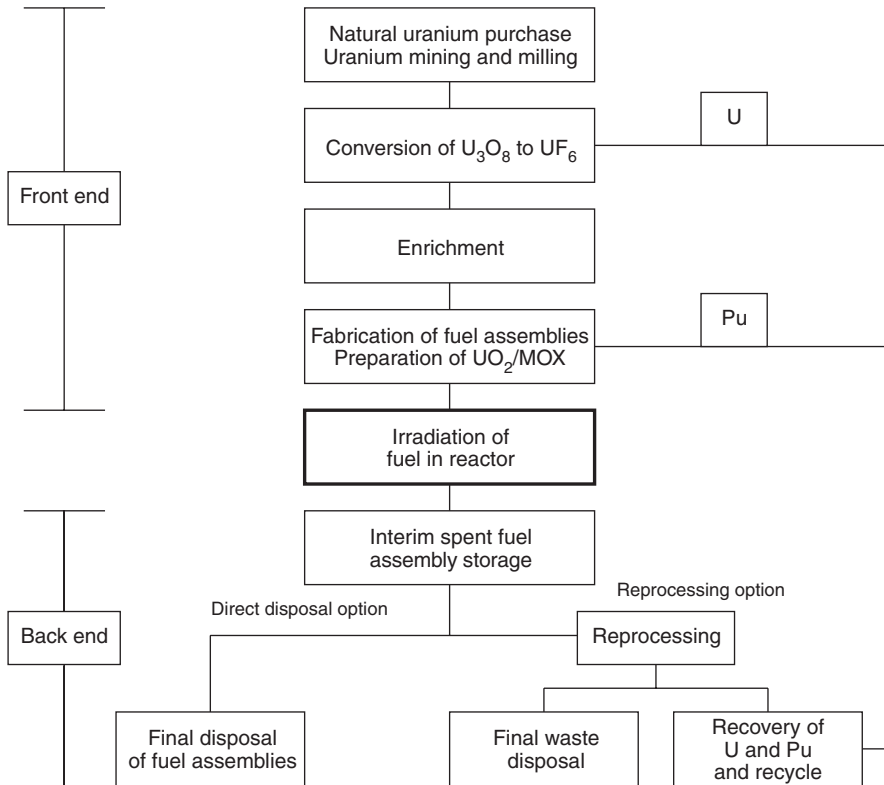 Natural uranium purchase
Uranium mining and milling
U
Conversion of U₃O₈ to UF₆
Front end
Enrichment
Pu
Fabrication of fuel assemblies
Preparation of UO₂/MOX
Irradiation of
fuel in reactor
Interim spent fuel
assembly storage
Direct disposal option
Reprocessing option
Back end
Reprocessing
Final disposal
of fuel assemblies
Final waste
disposal
Recovery of
U and Pu
and recycle